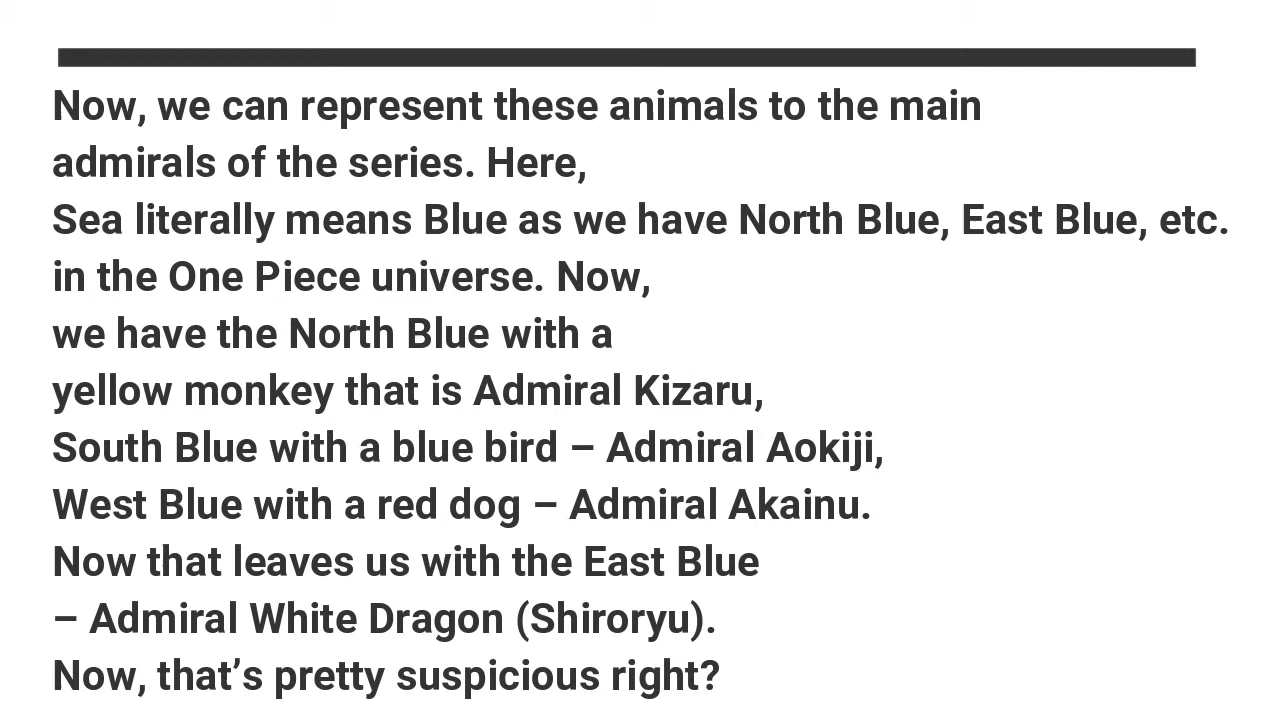 Now, we can represent these animals to the main
admirals of the series. Here,
Sea literally means Blue as we have North Blue, East Blue, etc.
in the One Piece universe. Now,
we have the North Blue with a
yellow monkey that is Admiral Kizaru,
South Blue with a blue bird – Admiral Aokiji,
West Blue with a red dog – Admiral Akainu.
Now that leaves us with the East Blue
– Admiral White Dragon (Shiroryu).
Now, that’s pretty suspicious right?